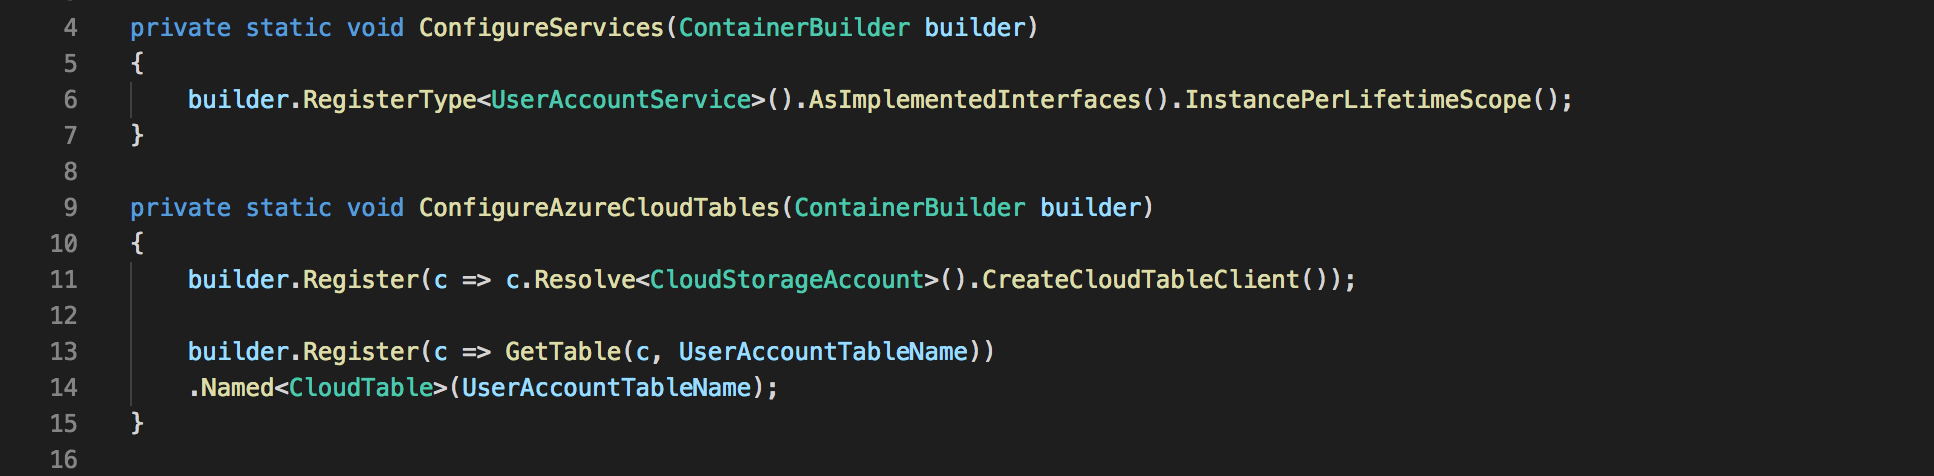 4 private static void ConfigureServices(ContainerBuilder builder)
5 {
6 builder.RegisterType<UserAccountService>().AsImplementedInterfaces().InstancePerLifetimeScope();
7 }
8
9 private static void ConfigureAzureCloudTables(ContainerBuilder builder)
10 {
11 builder.Register(c => c.Resolve<CloudStorageAccount>().CreateCloudTableClient());
12
13 builder.Register(c => GetTable(c, UserAccountTableName))
14 .Named<CloudTable>(UserAccountTableName);
15 }
16